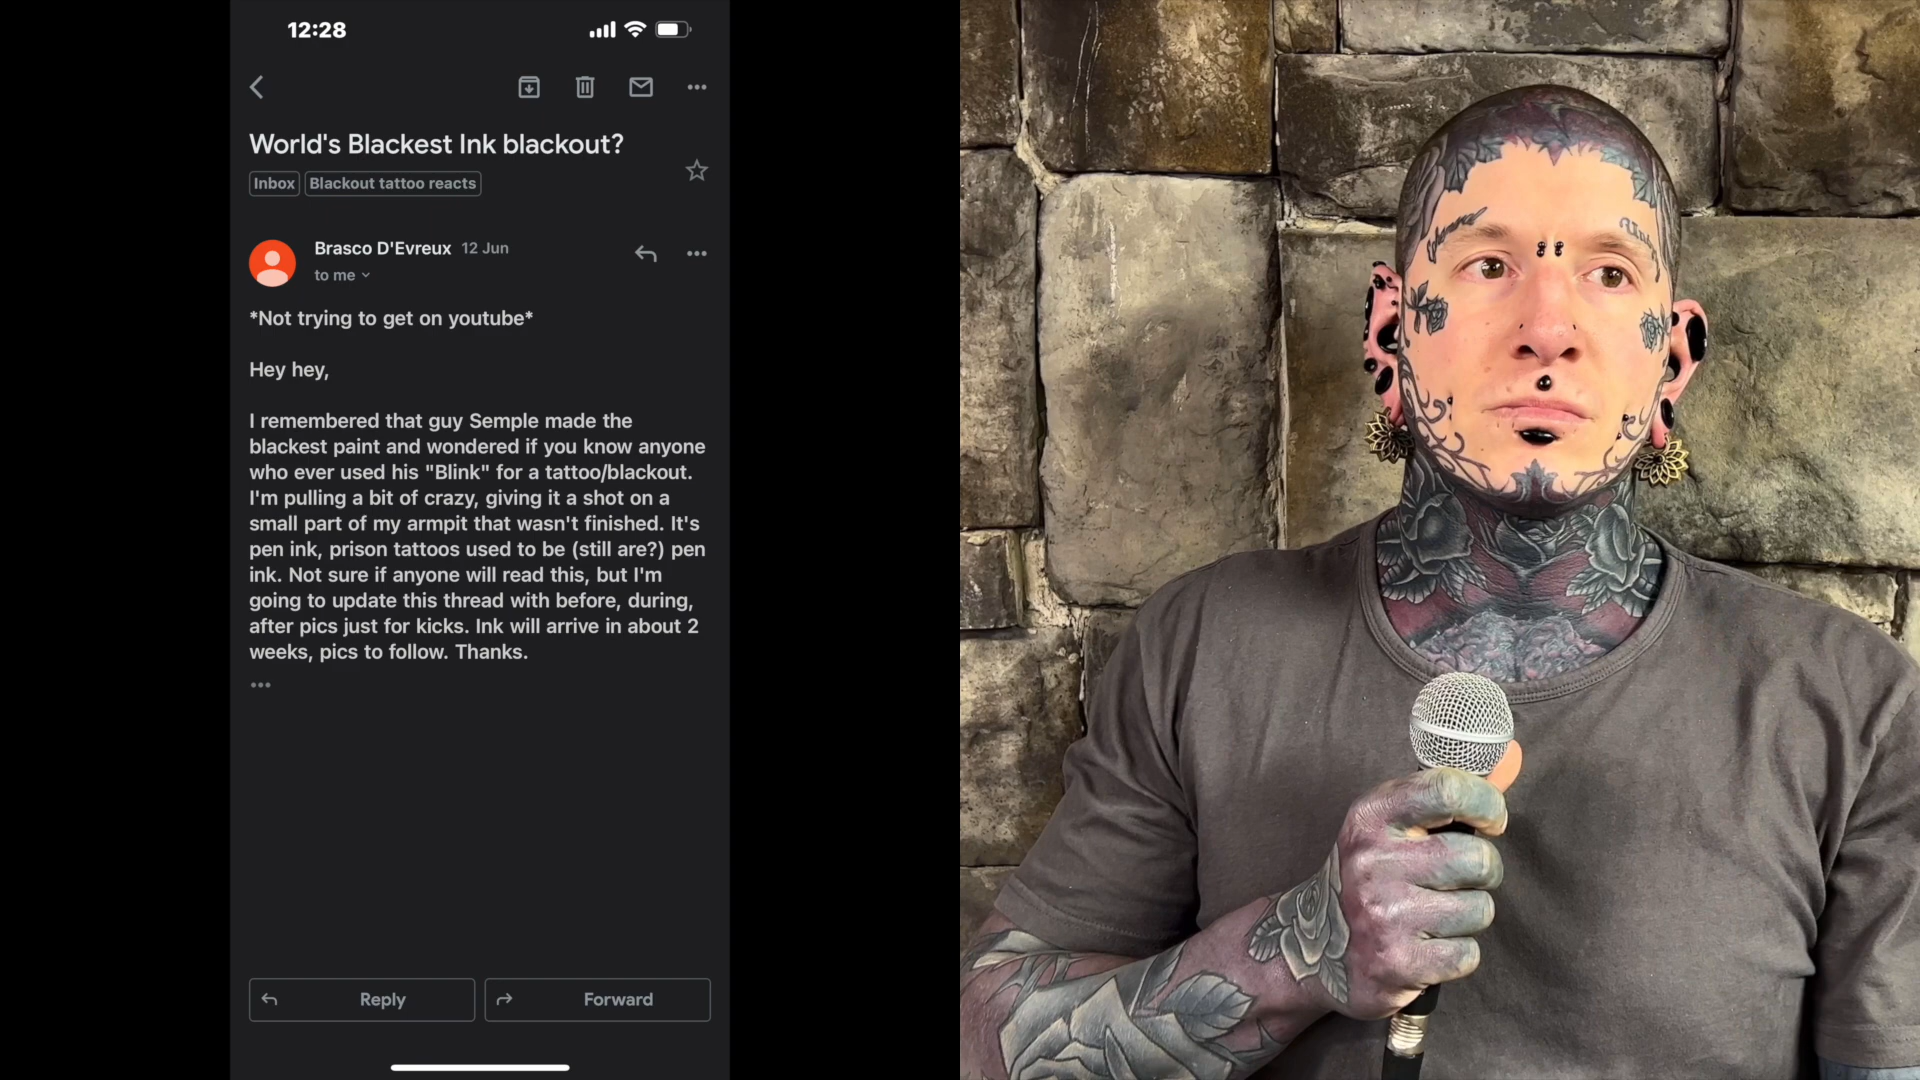 12:28
World's Blackest Ink blackout?
Inbox
Blackout tattoo reacts
Brasco D'Evreux 12 Jun
to me
*Not trying to get on youtube*
Hey hey,
I remembered that guy Semple made the
blackest paint and wondered if you know anyone
who ever used his "Blink" for a tattoo/blackout.
I'm pulling a bit of crazy, giving it a shot on a
small part of my armpit that wasn't finished. It's
pen ink, prison tattoos used to be (still are?) pen
ink. Not sure if anyone will read this, but I'm
going to update this thread with before, during,
after pics just for kicks. Ink will arrive in about 2
weeks, pics to follow. Thanks.
Reply
Forward